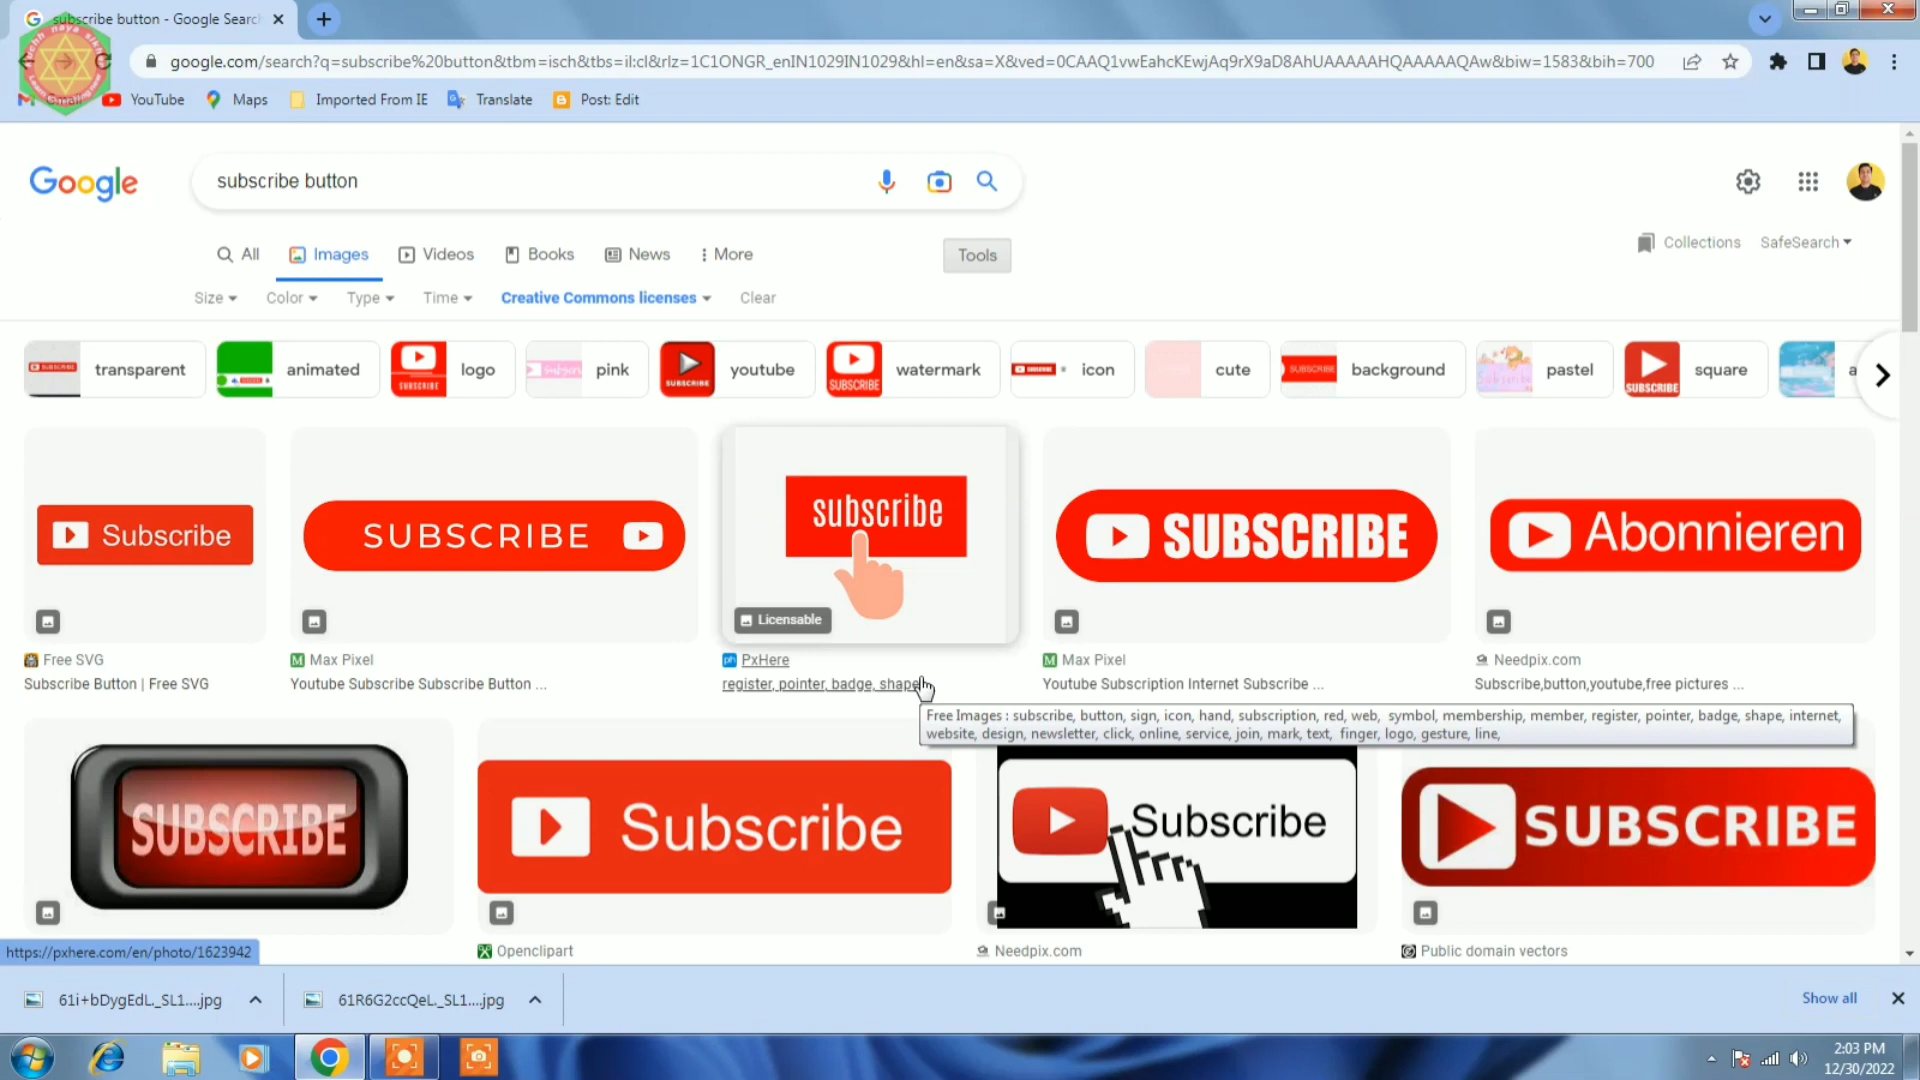 subscribe button - Google Search
google.com/search?q=subscribe%20button&tbm=isch&tbs=il:cl&rlz=1C1ONGR_enIN1029IN1029&hl=en&sa=X&ved=0CAAQ1vwEahcKEwjAq9rX9aD8AhUAAAAAHQAAAAAQAw&biw=1583&bih=700
YouTube Maps Imported From IE Translate Post: Edit
Google
subscribe button
All Images Videos Books News More Tools
Collections SafeSearch
Size Color Type Time Creative Commons licenses Clear
transparent animated logo pink youtube watermark icon cute background pastel square a
Subscribe
SUBSCRIBE
subscribe
SUBSCRIBE
Abonnieren
Licensable
Free SVG
Subscribe Button | Free SVG
Max Pixel
Youtube Subscribe Subscribe Button ...
PxHere
register, pointer, badge, shape
Max Pixel
Youtube Subscription Internet Subscribe ...
Needpix.com
Subscribe,button,youtube,free pictures ...
Free Images : subscribe, button, sign, icon, hand, subscription, red, web, symbol, membership, member, register, pointer, badge, shape, internet,
website, design, newsletter, click, online, service, join, mark, text, finger, logo, gesture, line,
SUBSCRIBE
Subscribe
Subscribe
SUBSCRIBE
https://pxhere.com/en/photo/1623942
Openclipart
Needpix.com
Public domain vectors
61i+bDygEdL._SL1....jpg
61R6G2ccQeL._SL1....jpg
Show all
2:03 PM
12/30/2022